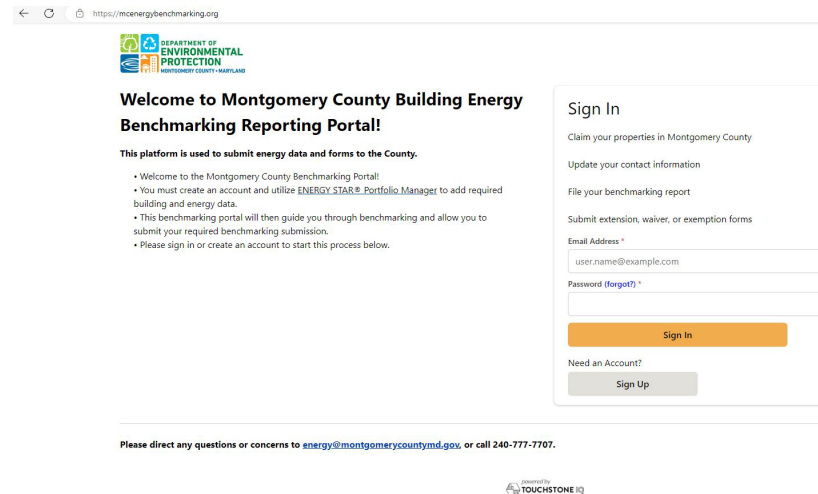 https://mcenergybenchmarking.org
DEPARTMENT OF
ENVIRONMENTAL
PROTECTION
MONTGOMERY COUNTY • MARYLAND
Welcome to Montgomery County Building Energy
Benchmarking Reporting Portal!
This platform is used to submit energy data and forms to the County.
• Welcome to the Montgomery County Benchmarking Portal!
• You must create an account and utilize ENERGY STAR® Portfolio Manager to add required
building and energy data.
• This benchmarking portal will then guide you through benchmarking and allow you to
submit your required benchmarking submission.
• Please sign in or create an account to start this process below.
Sign In
Claim your properties in Montgomery County
Update your contact information
File your benchmarking report
Submit extension, waiver, or exemption forms
Email Address *
user.name@example.com
Password (forgot?) *
Sign In
Need an Account?
Sign Up
Please direct any questions or concerns to energy@montgomerycountymd.gov, or call 240-777-7707.
powered by
TOUCHSTONE IQ